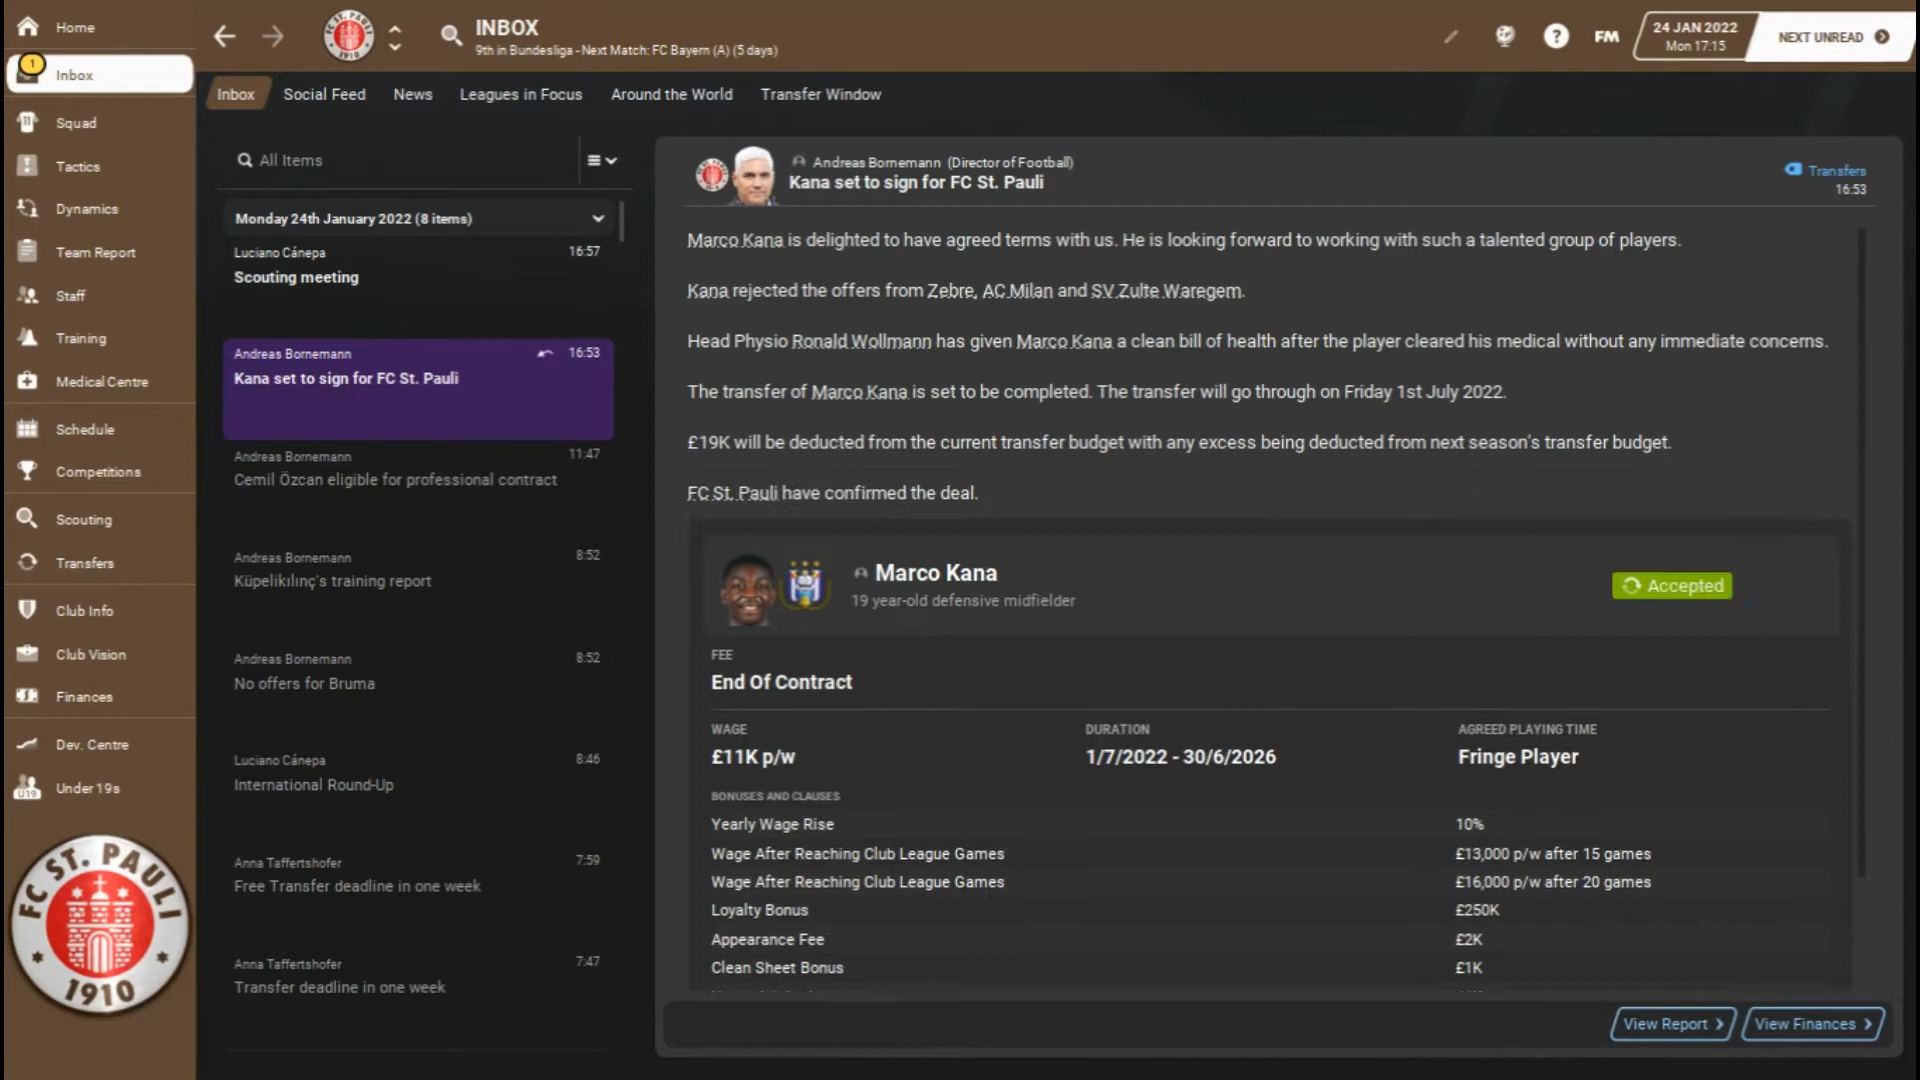 Home
1
Inbox
Squad
Tactics
Dynamics
Team Report
Staff
Training
Medical Centre
Schedule
Competitions
Scouting
Transfers
Club Info
Club Vision
Finances
Dev. Centre
U19
Under 19s
FC ST. PAULI
1910
FC ST. PAULI
1910
INBOX
9th in Bundesliga - Next Match: FC Bayern (A) (5 days)
?
FM
24 JAN 2022
Mon 17:15
NEXT UNREAD
Inbox
Social Feed
News
Leagues in Focus
Around the World
Transfer Window
All Items
Monday 24th January 2022 (8 items)
Luciano Cánepa
16:57
Scouting meeting
Andreas Bornemann
16:53
Kana set to sign for FC St. Pauli
Andreas Bornemann
11:47
Cemil Özcan eligible for professional contract
Andreas Bornemann
8:52
Küpelikılınç's training report
Andreas Bornemann
8:52
No offers for Bruma
Luciano Cánepa
8:46
International Round-Up
Anna Taffertshofer
7:59
Free Transfer deadline in one week
Anna Taffertshofer
7:47
Transfer deadline in one week
Andreas Bornemann (Director of Football)
Kana set to sign for FC St. Pauli
Transfers
16:53
Marco Kana is delighted to have agreed terms with us. He is looking forward to working with such a talented group of players.
Kana rejected the offers from Zebre, AC Milan and SV Zulte Waregem.
Head Physio Ronald Wollmann has given Marco Kana a clean bill of health after the player cleared his medical without any immediate concerns.
The transfer of Marco Kana is set to be completed. The transfer will go through on Friday 1st July 2022.
£19K will be deducted from the current transfer budget with any excess being deducted from next season's transfer budget.
FC St. Pauli have confirmed the deal.
Marco Kana
19 year-old defensive midfielder
Accepted
FEE
End Of Contract
WAGE
£11K p/w
DURATION
1/7/2022 - 30/6/2026
AGREED PLAYING TIME
Fringe Player
BONUSES AND CLAUSES
Yearly Wage Rise
10%
Wage After Reaching Club League Games
£13,000 p/w after 15 games
Wage After Reaching Club League Games
£16,000 p/w after 20 games
Loyalty Bonus
£250K
Appearance Fee
£2K
Clean Sheet Bonus
£1K
View Report
View Finances